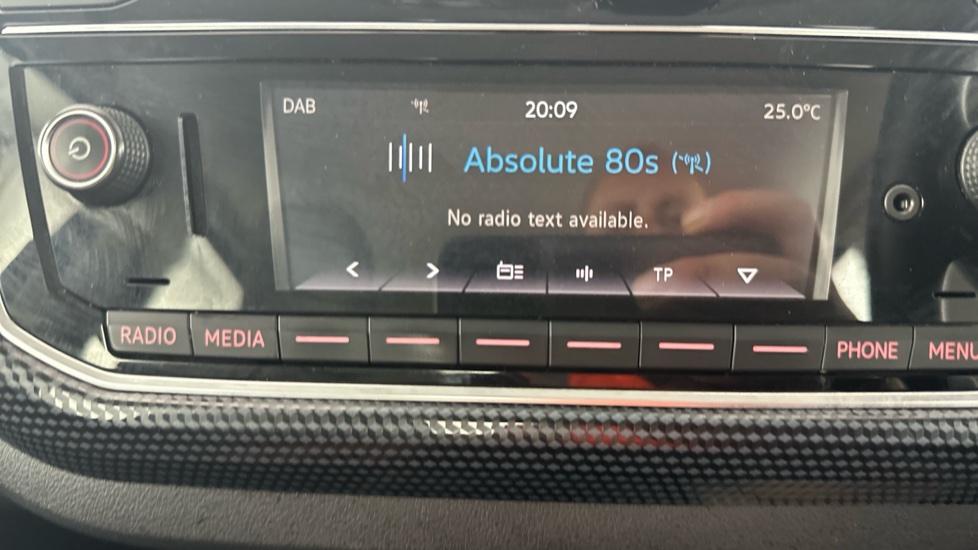 DAB 20:09 25.0°C
Absolute 80s
No radio text available.
< > TP
RADIO MEDIA PHONE MENU